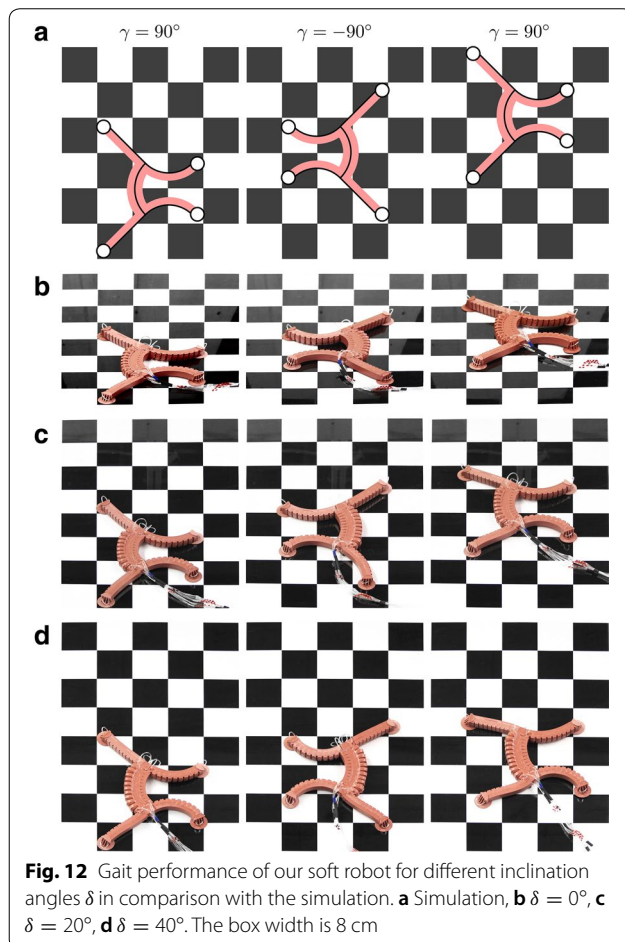 a
γ = 90° γ = −90° γ = 90°
b
c
d
Fig. 12 Gait performance of our soft robot for different inclination
angles δ in comparison with the simulation. a Simulation, b δ = 0°, c
δ = 20°, d δ = 40°. The box width is 8 cm